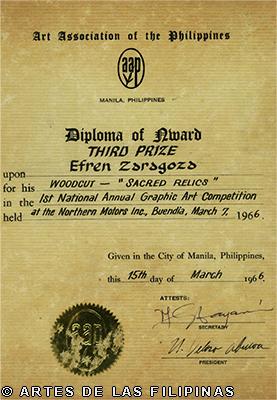 Art Association of the Philippines
aap
MANILA, PHILIPPINES
Diploma of Award
THIRD PRIZE
Efren Zaragoza
upon
for his WOODCUT — "SACRED RELICS"
in the 1st National Annual Graphic Art Competition
held at the Northern Motors Inc., Buendia, March 7, 1966.
Given in the City of Manila, Philippines,
this 15th day of March 1966.
ATTESTS:
SECRETARY
PRESIDENT
aap
© ARTES DE LAS FILIPINAS